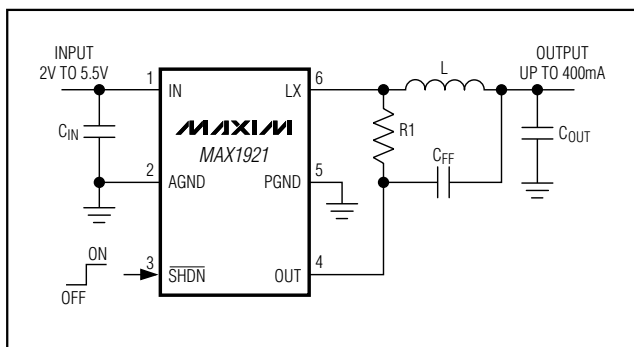 INPUT
2V TO 5.5V
OUTPUT
UP TO 400mA
1
IN
LX
6
L
R1
CIN
MAXIM
MAX1921
CFF
COUT
2
AGND
PGND
5
ON
OFF
3
SHDN
OUT
4